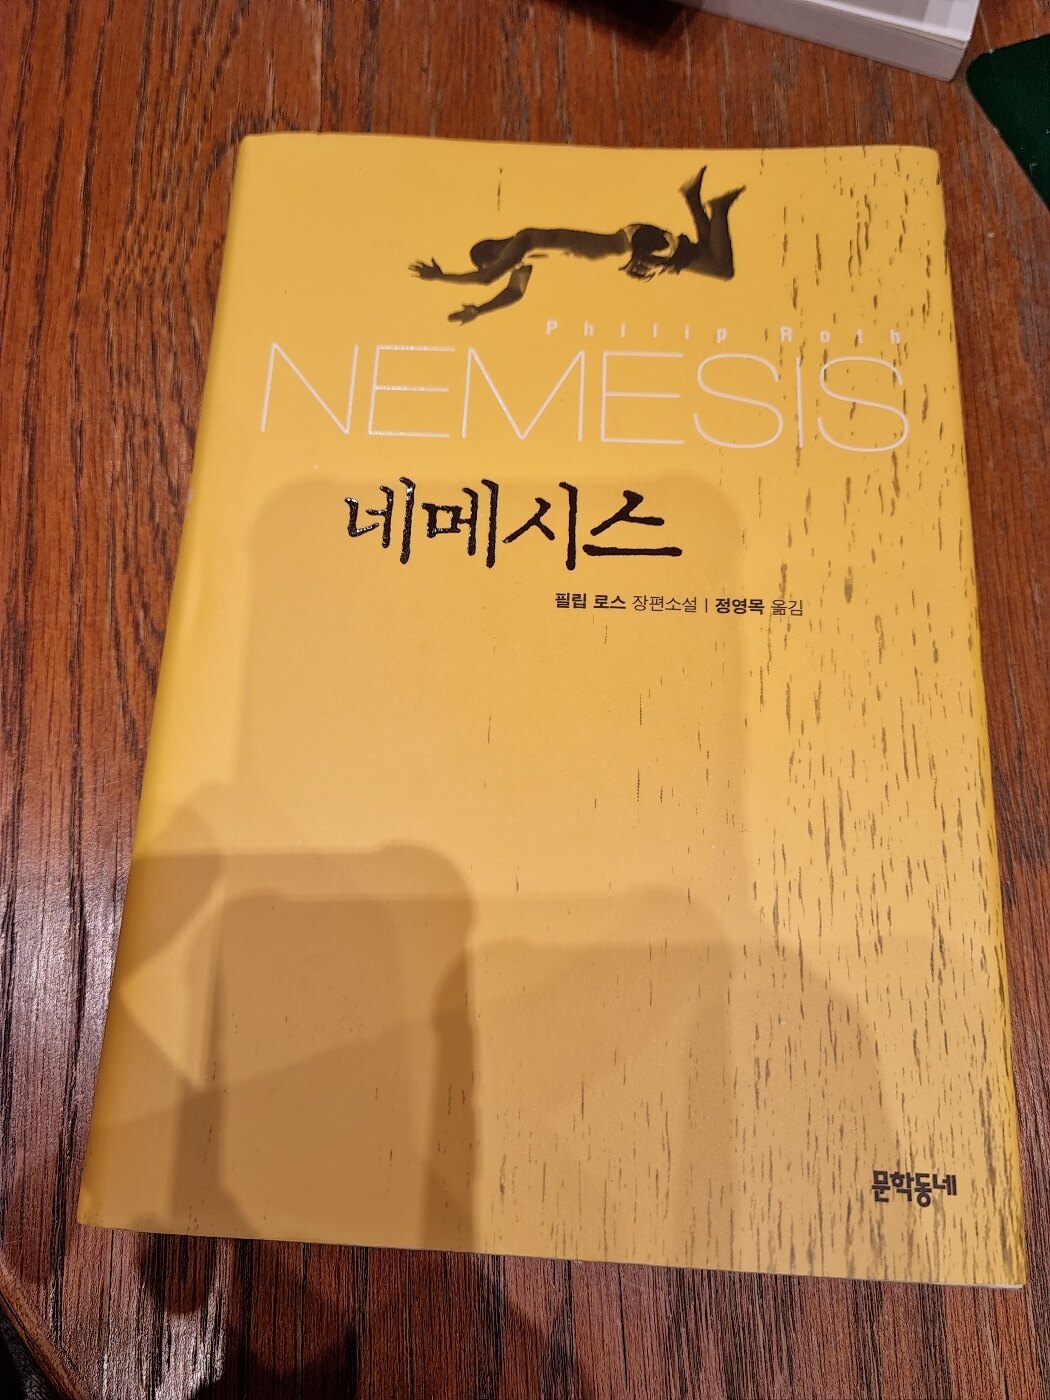 Philip Roth
NEMESIS
네메시스
필립 로스 장편소설 | 정영목 옮김
문학동네